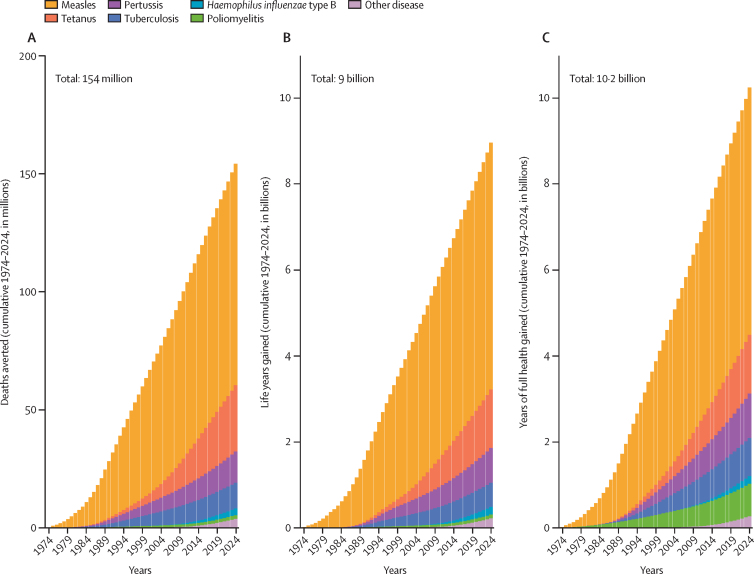 Measles Pertussis Haemophilus influenzae type B Other disease
Tetanus Tuberculosis Poliomyelitis
A
Total: 154 million
Deaths averted (cumulative 1974–2024, in millions)
200
150
100
50
0
1974 1979 1984 1989 1994 1999 2004 2009 2014 2019 2024
Years
B
Total: 9 billion
Life years gained (cumulative 1974–2024, in billions)
10
8
6
4
2
0
1974 1979 1984 1989 1994 1999 2004 2009 2014 2019 2024
Years
C
Total: 10·2 billion
Years of full health gained (cumulative 1974–2024, in billions)
10
8
6
4
2
0
1974 1979 1984 1989 1994 1999 2004 2009 2014 2019 2024
Years